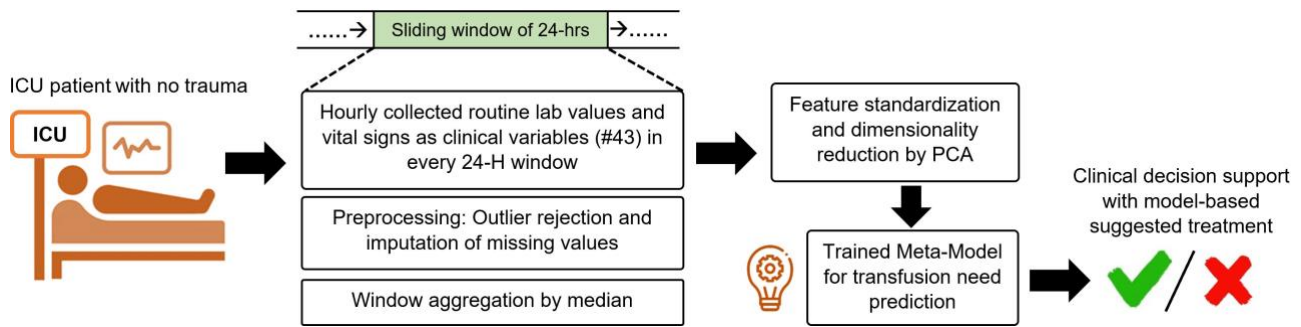 ...... → Sliding window of 24-hrs → ......
ICU patient with no trauma
ICU
Hourly collected routine lab values and
vital signs as clinical variables (#43) in
every 24-H window
Preprocessing: Outlier rejection and
imputation of missing values
Window aggregation by median
Feature standardization
and dimensionality
reduction by PCA
Trained Meta-Model
for transfusion need
prediction
Clinical decision support
with model-based
suggested treatment